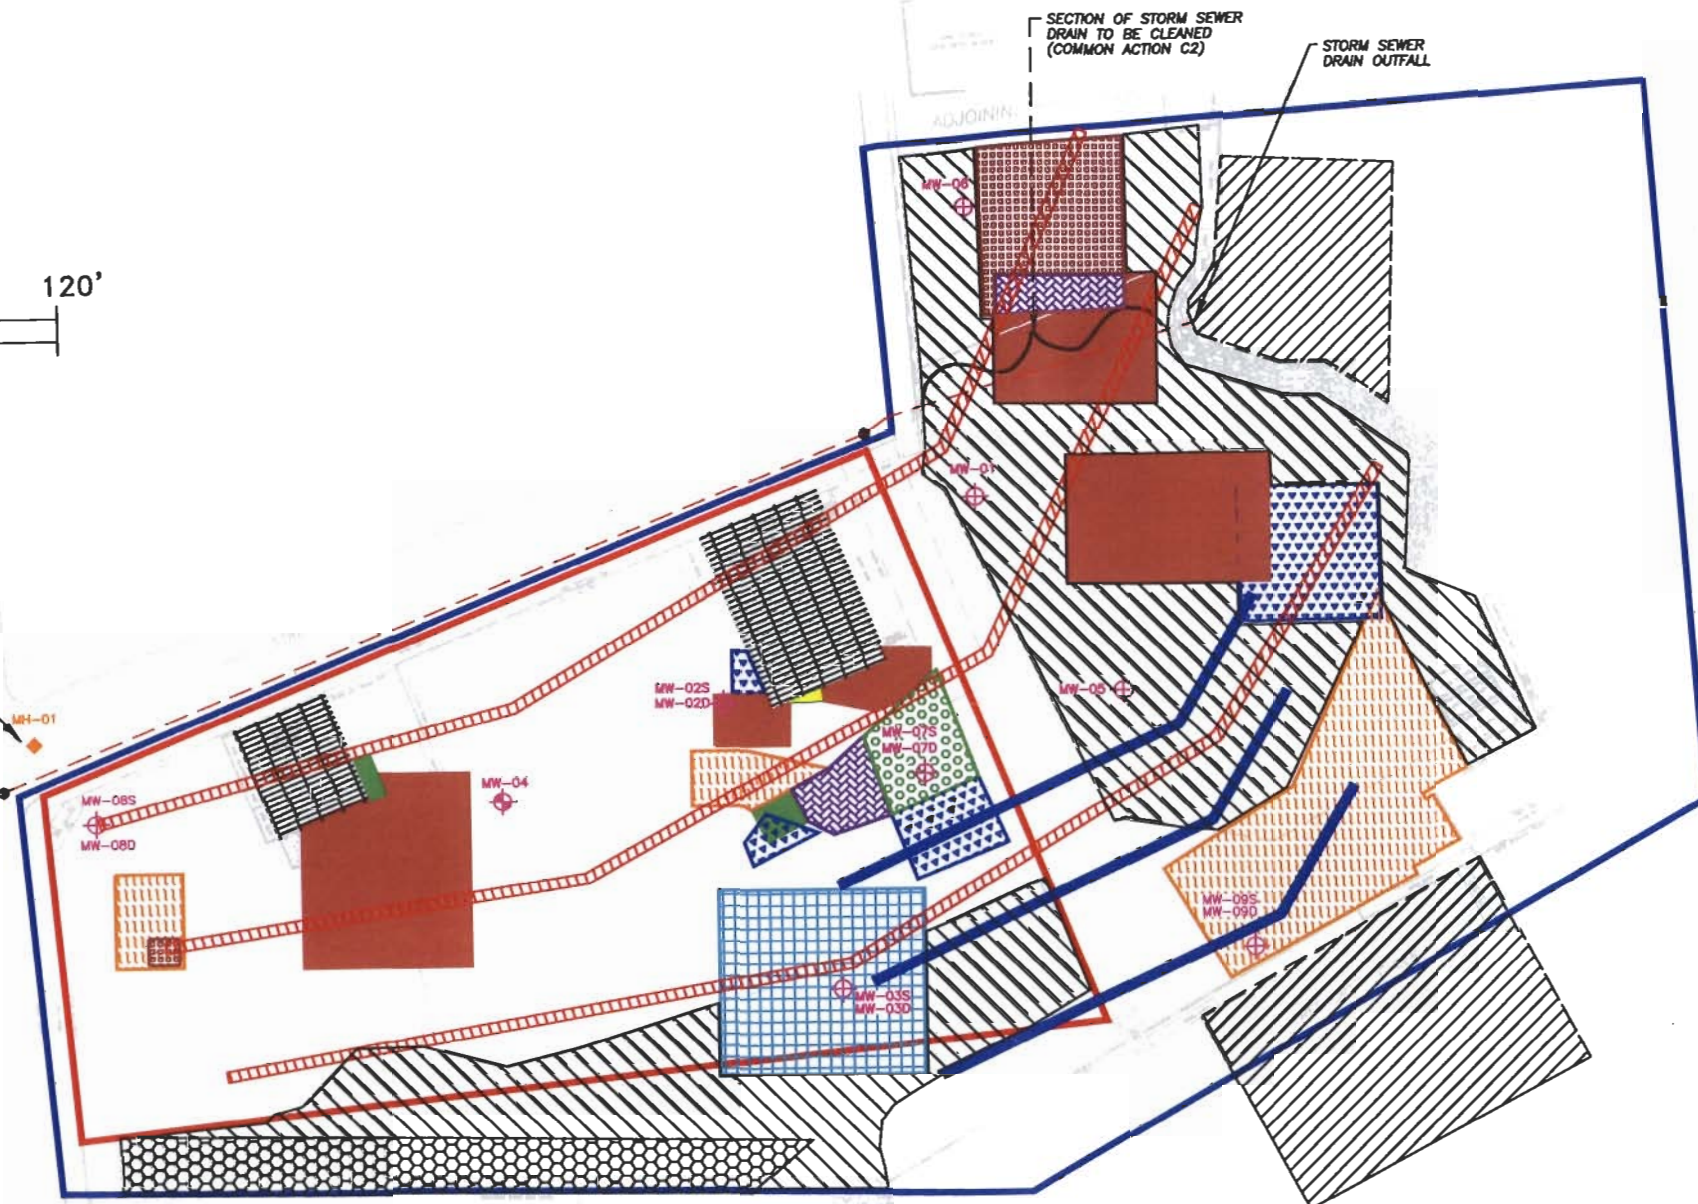 SECTION OF STORM SEWER
DRAIN TO BE CLEANED
(COMMON ACTION C2)
STORM SEWER
DRAIN OUTFALL
ADJOININ
MW-06
120'
MW-01
MW-02S
MW-02D
MW-05
MH-01
MW-07S
MW-07D
MW-04
MW-08S
MW-08D
MW-09S
MW-09D
MW-03S
MW-03D